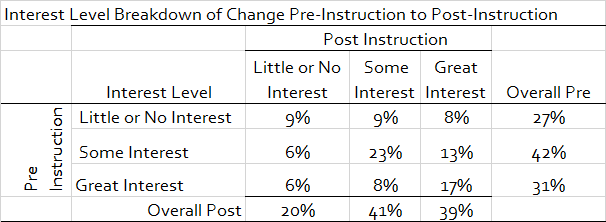 Interest Level Breakdown of Change Pre-Instruction to Post-Instruction
Post Instruction
Little or No Some Great
Interest Level Interest Interest Interest Overall Pre
Pre
Instruction
Little or No Interest 9% 9% 8% 27%
Some Interest 6% 23% 13% 42%
Great Interest 6% 8% 17% 31%
Overall Post 20% 41% 39%